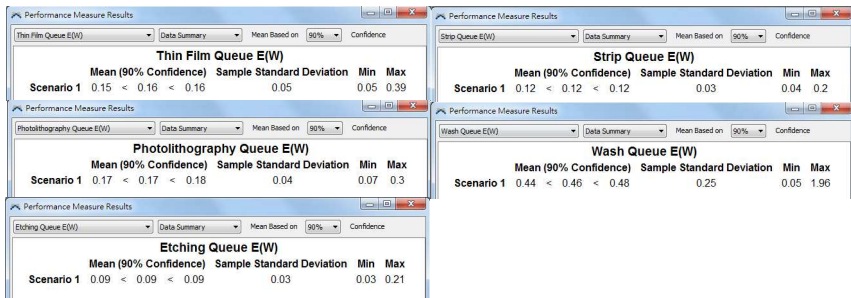 Performance Measure Results
Thin Film Queue E(W) Data Summary Mean Based on 90% Confidence
Thin Film Queue E(W)
Mean (90% Confidence) Sample Standard Deviation Min Max
Scenario 1 0.15 < 0.16 < 0.16 0.05 0.05 0.39
Performance Measure Results
Photolithography Queue E(W) Data Summary Mean Based on 90% Confidence
Photolithography Queue E(W)
Mean (90% Confidence) Sample Standard Deviation Min Max
Scenario 1 0.17 < 0.17 < 0.18 0.04 0.07 0.3
Performance Measure Results
Etching Queue E(W) Data Summary Mean Based on 90% Confidence
Etching Queue E(W)
Mean (90% Confidence) Sample Standard Deviation Min Max
Scenario 1 0.09 < 0.09 < 0.09 0.03 0.03 0.21
Performance Measure Results
Strip Queue E(W) Data Summary Mean Based on 90% Confidence
Strip Queue E(W)
Mean (90% Confidence) Sample Standard Deviation Min Max
Scenario 1 0.12 < 0.12 < 0.12 0.03 0.04 0.2
Performance Measure Results
Wash Queue E(W) Data Summary Mean Based on 90% Confidence
Wash Queue E(W)
Mean (90% Confidence) Sample Standard Deviation Min Max
Scenario 1 0.44 < 0.46 < 0.48 0.25 0.05 1.96